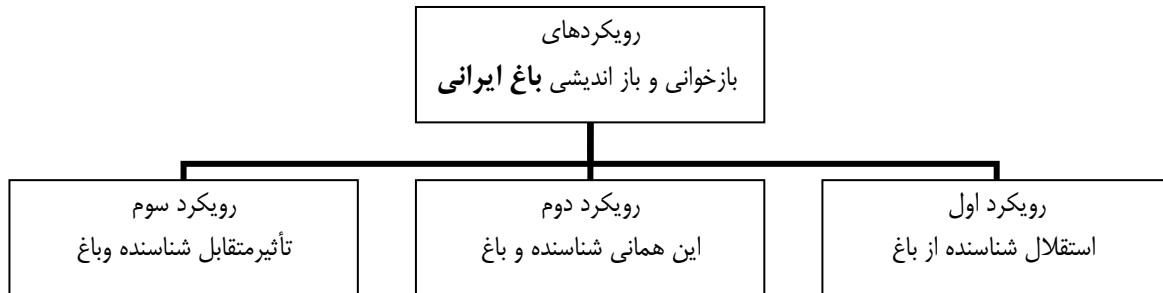 رویکردهای
بازخوانی و باز اندیشی باغ ایرانی
رویکرد اول
استقلال شناسنده از باغ
رویکرد دوم
این همانی شناسنده و باغ
رویکرد سوم
تأثیرمتقابل شناسنده وباغ